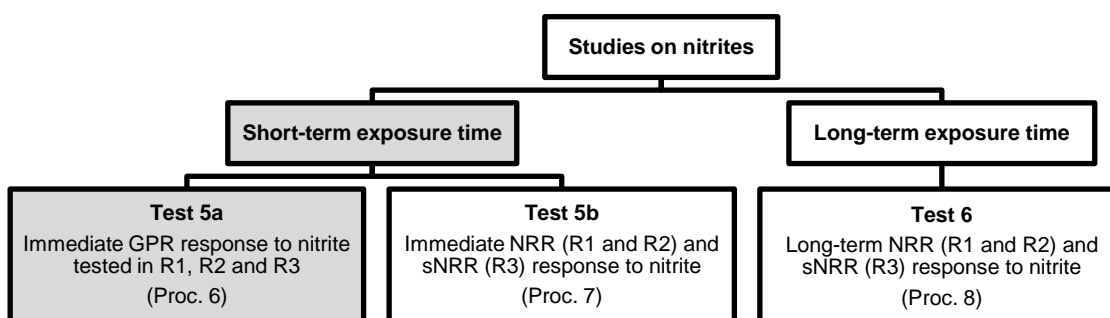 Studies on nitrites
Short-term exposure time
Long-term exposure time
Test 5a
Immediate GPR response to nitrite
tested in R1, R2 and R3
(Proc. 6)
Test 5b
Immediate NRR (R1 and R2) and
sNRR (R3) response to nitrite
(Proc. 7)
Test 6
Long-term NRR (R1 and R2) and
sNRR (R3) response to nitrite
(Proc. 8)